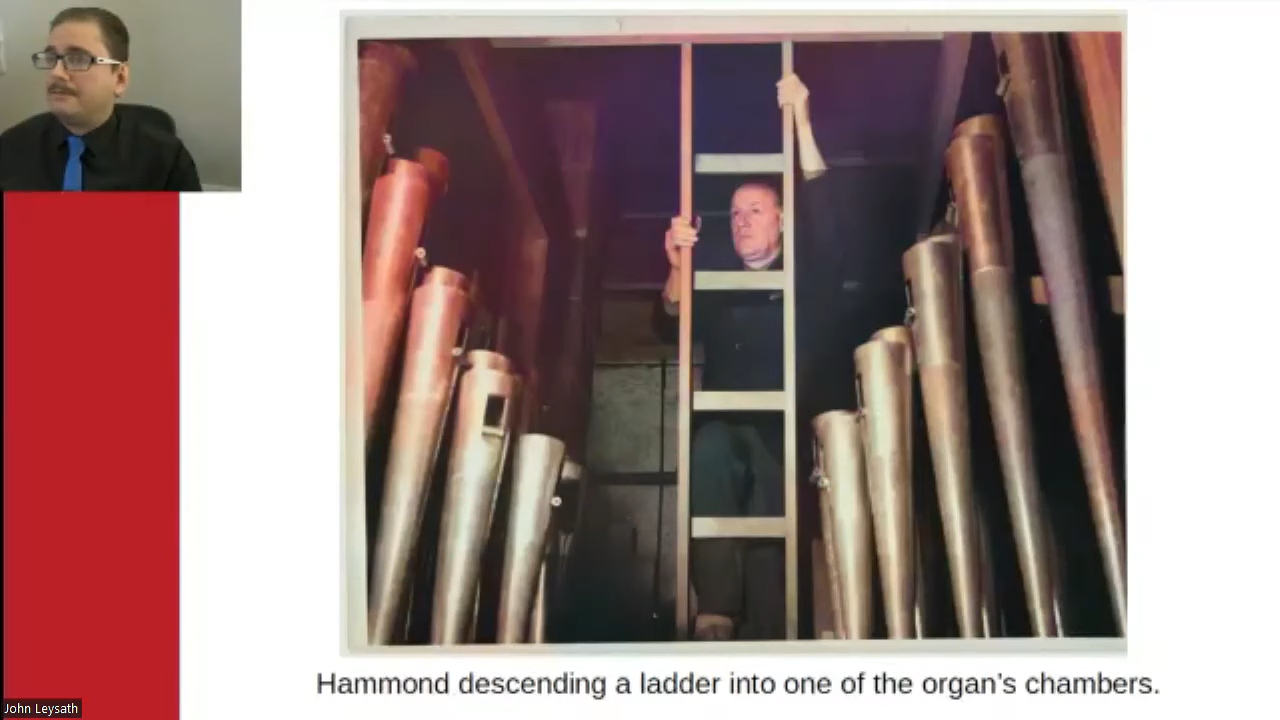 Hammond descending a ladder into one of the organ's chambers.
John Leysath